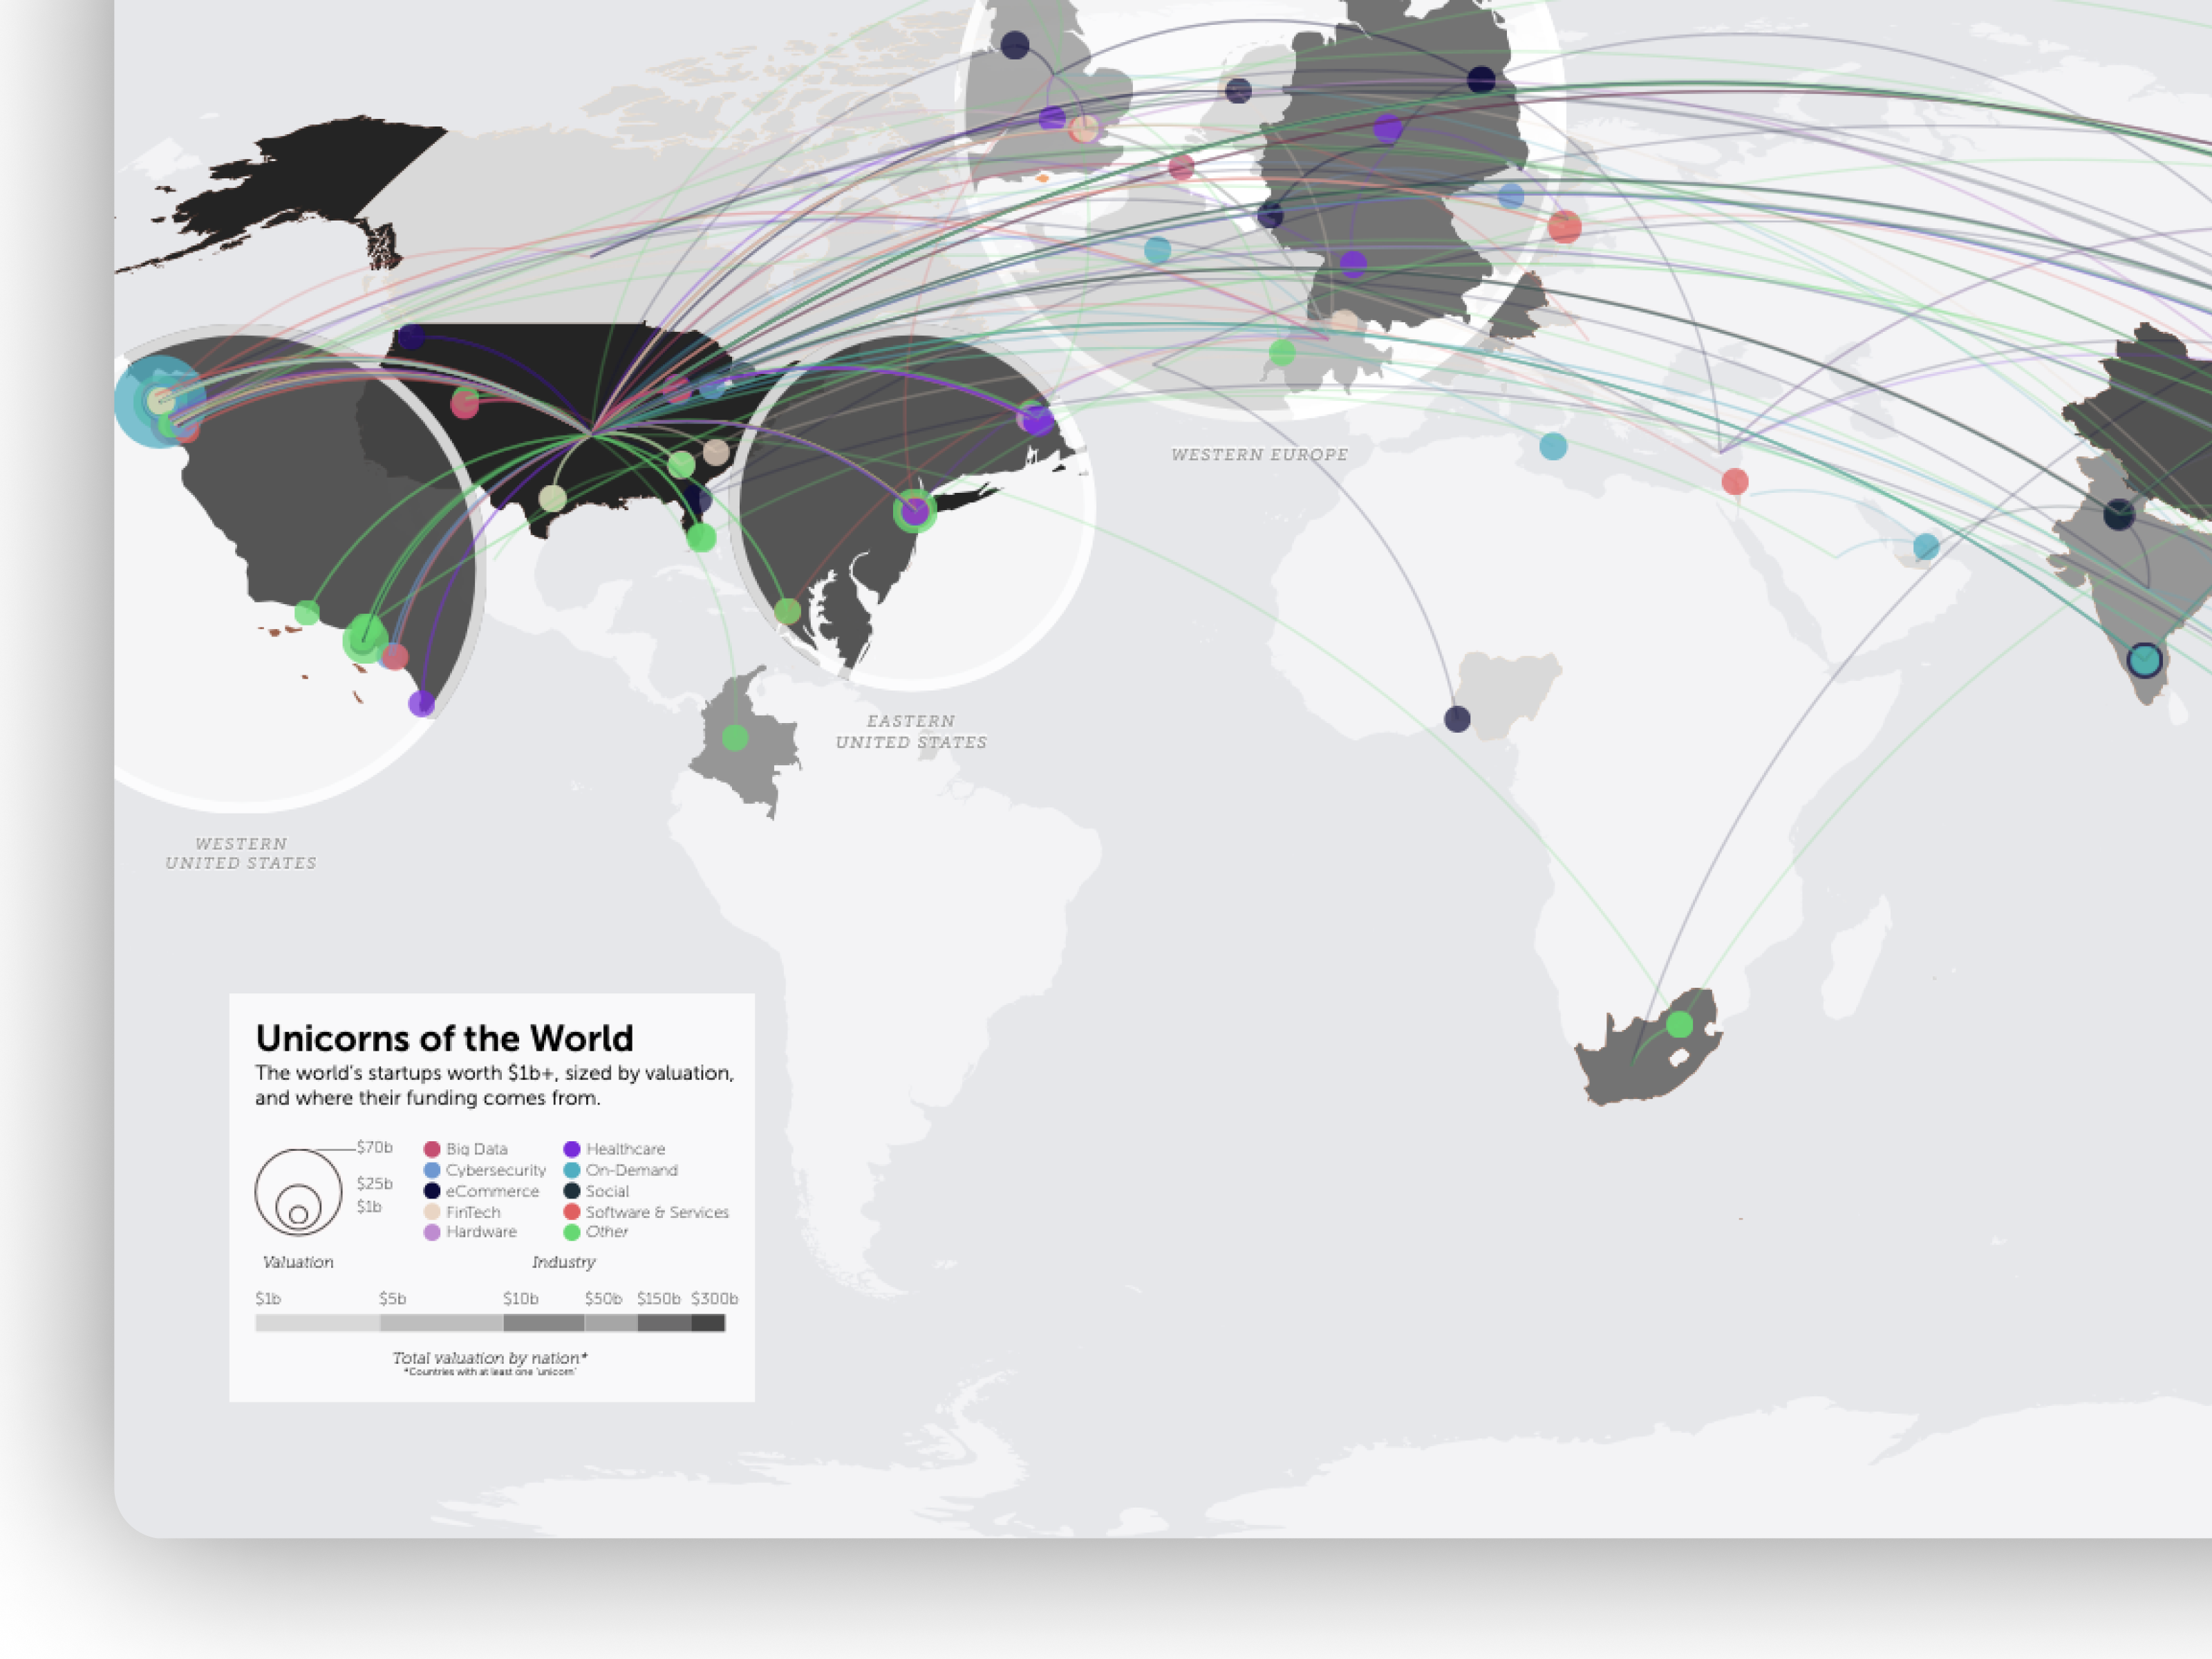 WESTERN EUROPE
EASTERN
UNITED STATES
WESTERN
UNITED STATES
Unicorns of the World
The world's startups worth $1b+, sized by valuation,
and where their funding comes from.
$70b
$25b
$1b
Valuation
Big Data
Cybersecurity
eCommerce
FinTech
Hardware
Healthcare
On-Demand
Social
Software & Services
Other
Industry
$1b $5b $10b $50b $150b $300b
Total valuation by nation*
*Countries with at least one 'unicorn'